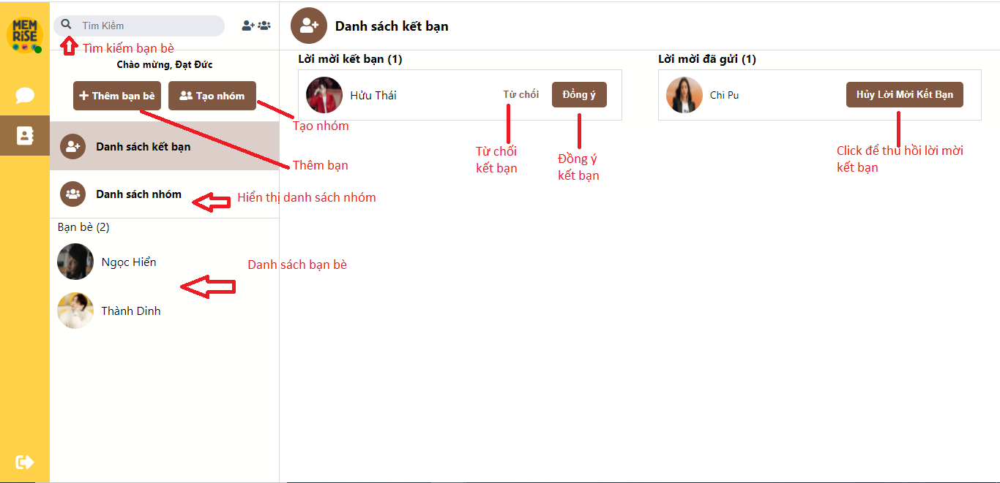 MEM
RiSE
Tìm Kiếm
Tìm kiếm bạn bè
Chào mừng, Đạt Đức
Thêm bạn bè
Tạo nhóm
Tạo nhóm
Danh sách kết bạn
Thêm bạn
Danh sách nhóm
Hiển thị danh sách nhóm
Bạn bè (2)
Ngọc Hiển
Danh sách bạn bè
Thành Dinh
Danh sách kết bạn
Lời mời kết bạn (1)
Hửu Thái
Từ chối
Đồng ý
Từ chối
kết bạn
Đồng ý
kết bạn
Lời mời đã gửi (1)
Chi Pu
Hủy Lời Mời Kết Bạn
Click để thu hồi lời mời
kết bạn